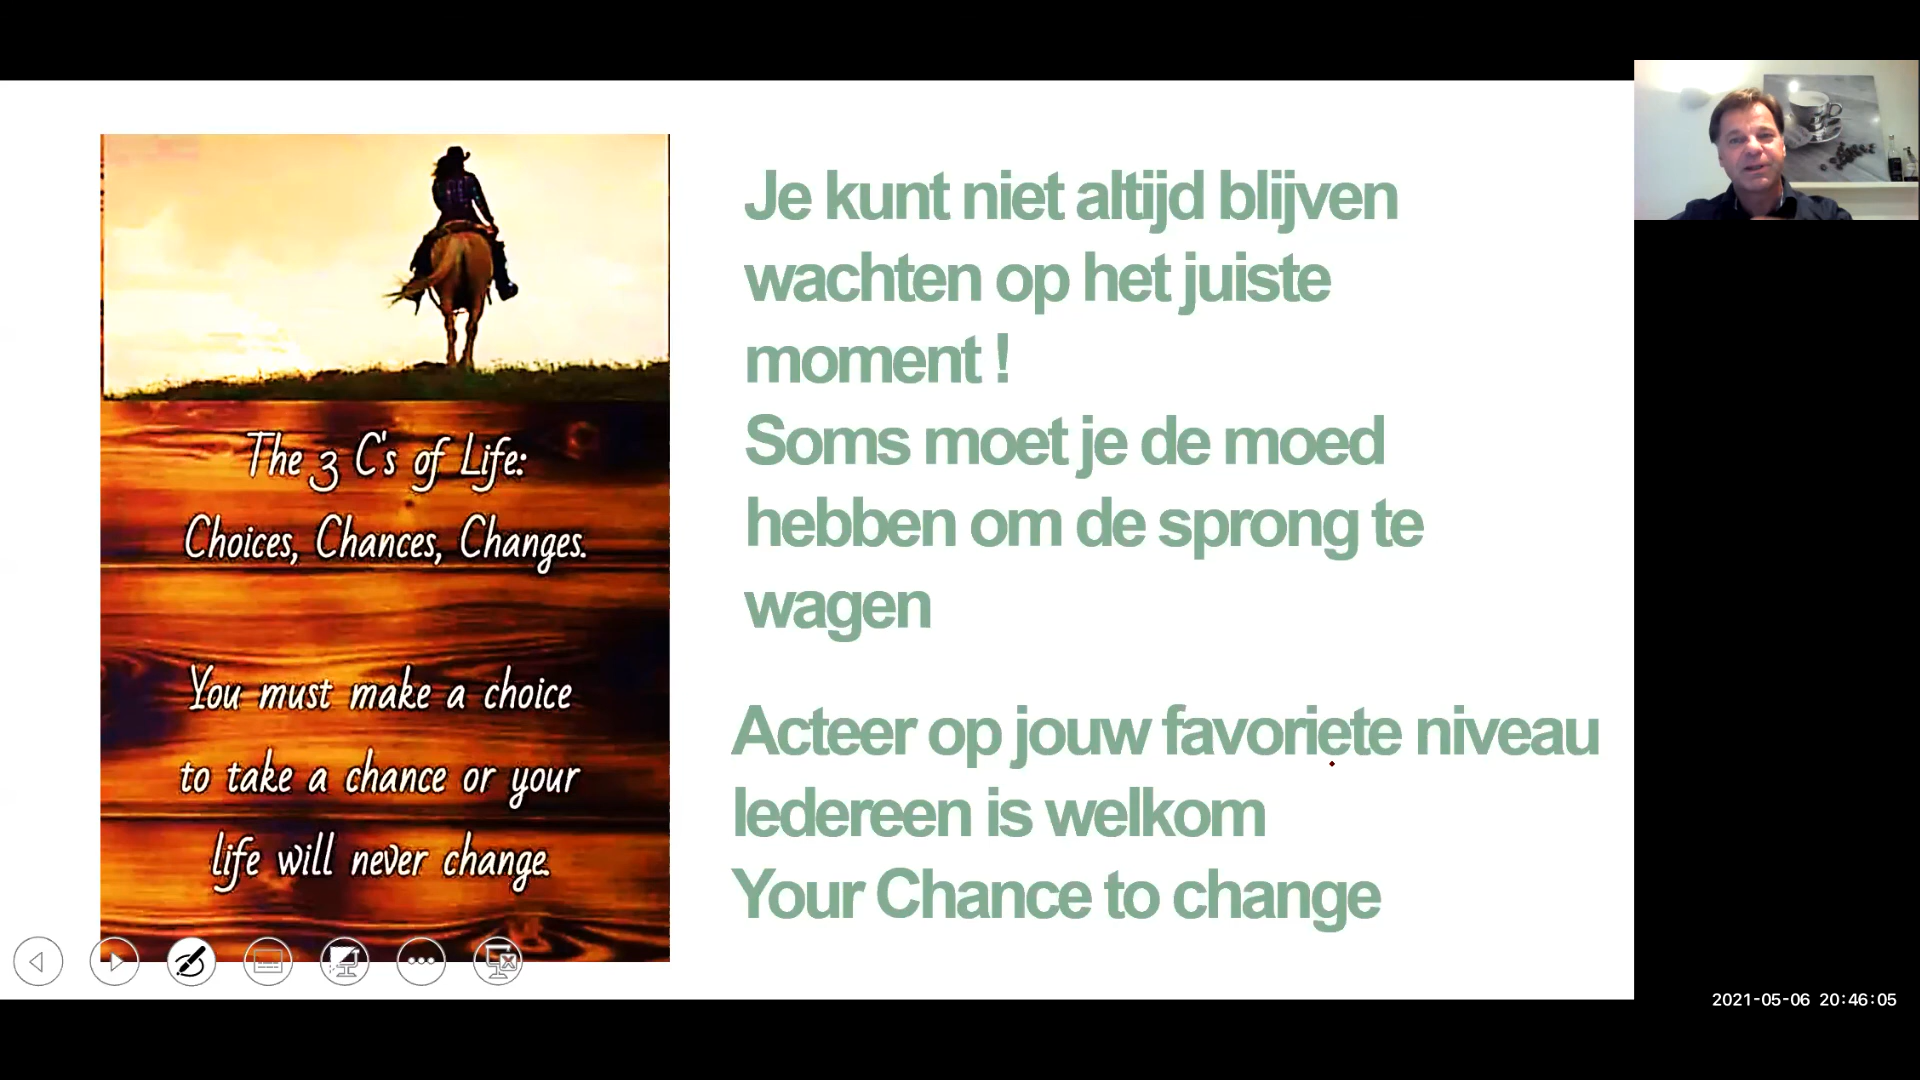 The 3 C's of Life:
Choices, Chances, Changes.
You must make a choice
to take a chance or your
life will never change.
Je kunt niet altijd blijven
wachten op het juiste
moment !
Soms moet je de moed
hebben om de sprong te
wagen
Acteer op jouw favoriete niveau
Iedereen is welkom
Your Chance to change
2021-05-06 20:46:05